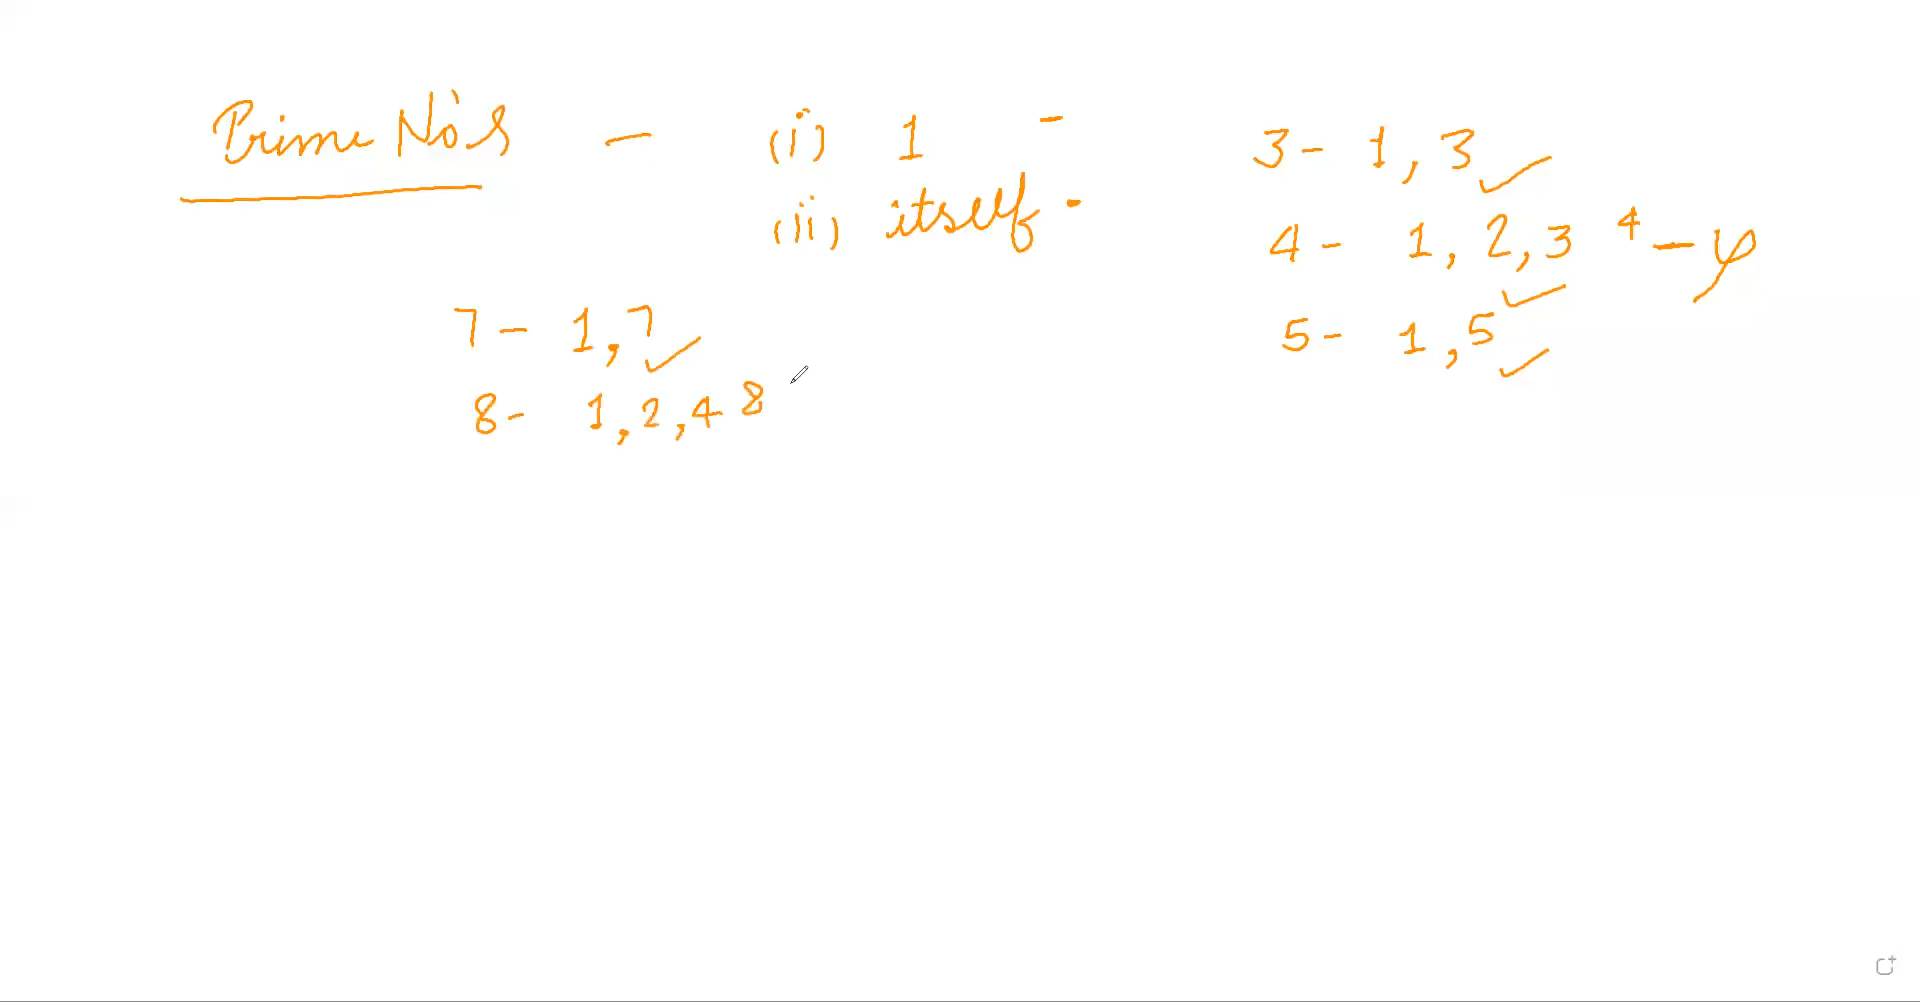 Prime No's - (i) 1 -
(ii) itself -
3 - 1, 3 ✓
4 - 1, 2, 3 4 -
5 - 1, 5 ✓
7 - 1, 7 ✓
8 - 1, 2, 4 8